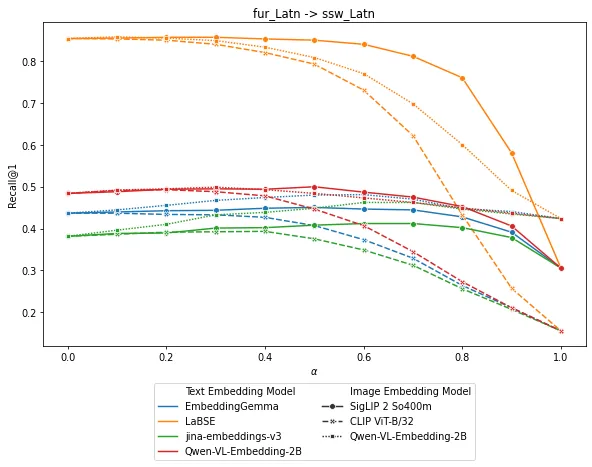 fur_Latn -> ssw_Latn
Recall@1
0.8
0.7
0.6
0.5
0.4
0.3
0.2
0.0 0.2 0.4 0.6 0.8 1.0
α
Text Embedding Model Image Embedding Model
EmbeddingGemma SigLIP 2 So400m
LaBSE CLIP ViT-B/32
jina-embeddings-v3 Qwen-VL-Embedding-2B
Qwen-VL-Embedding-2B